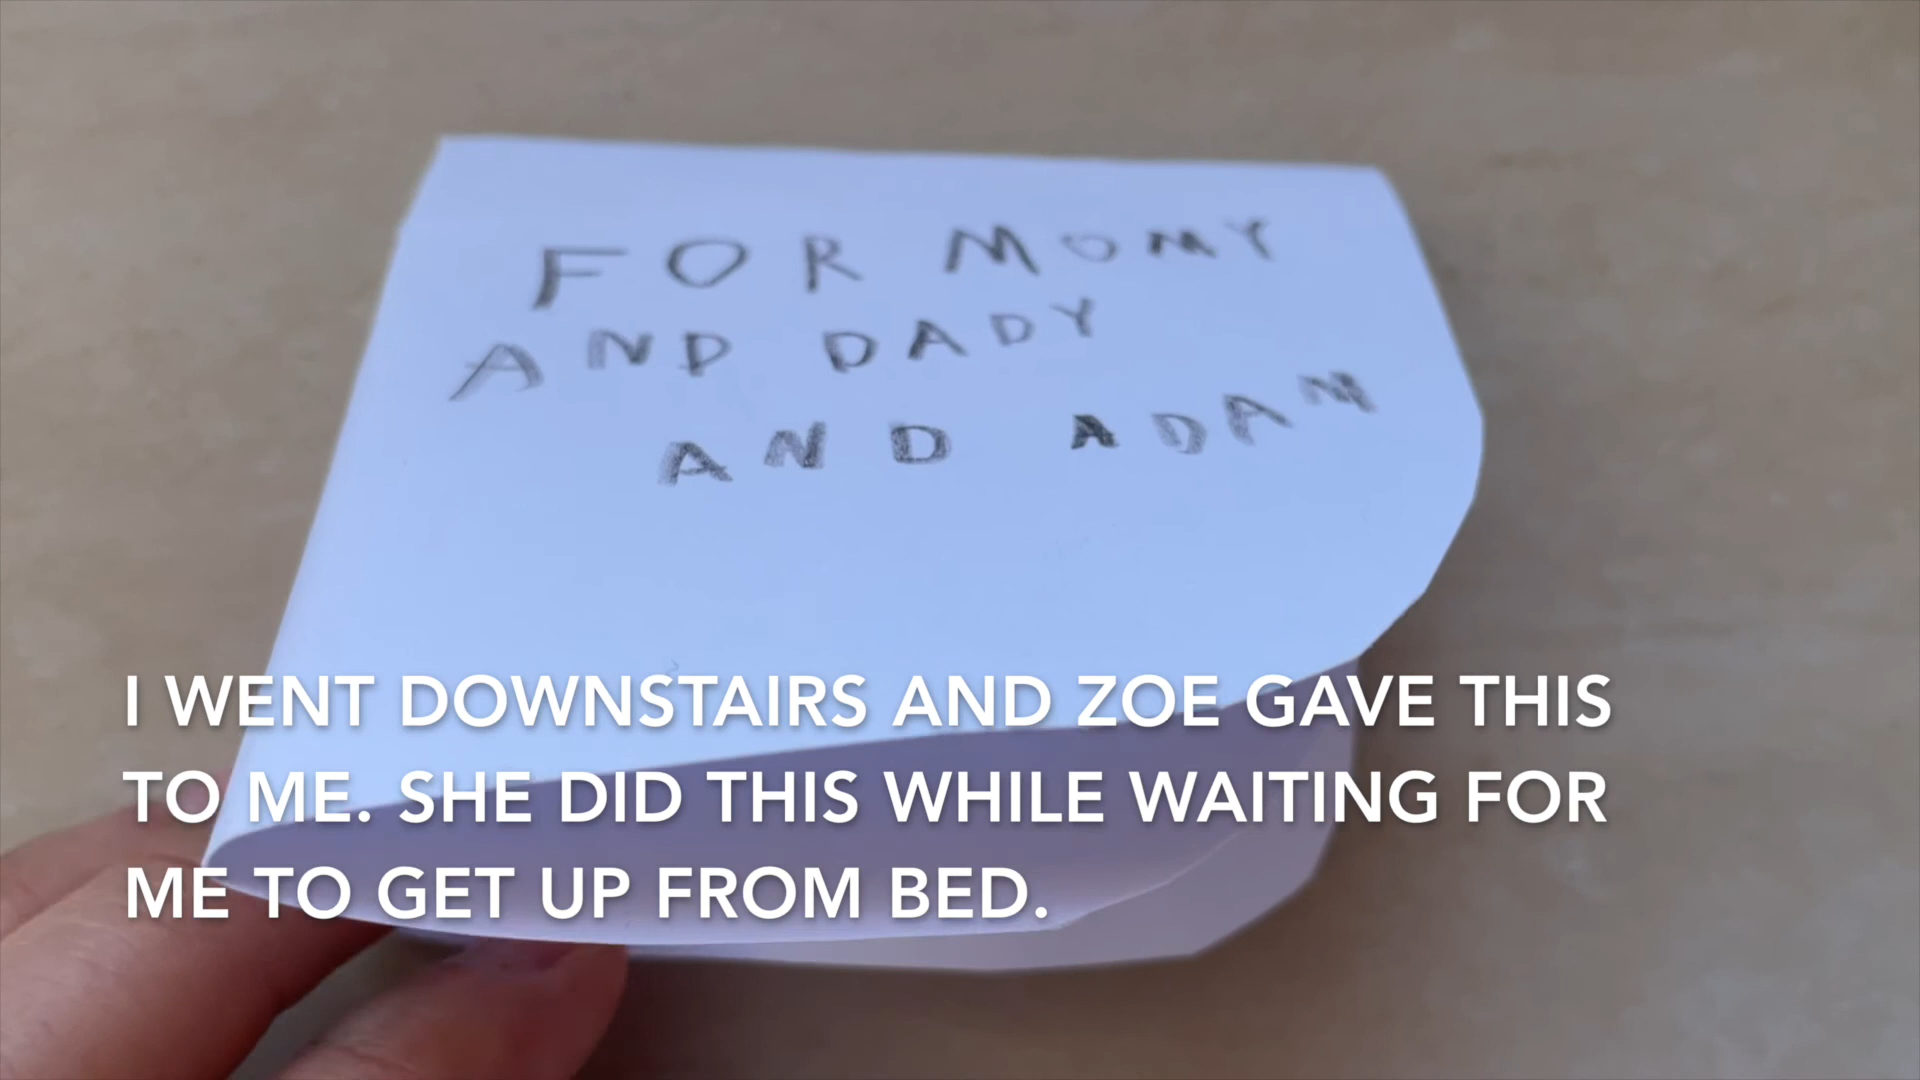 FOR MOMY
AND DADY
AND ADAM
I WENT DOWNSTAIRS AND ZOE GAVE THIS
TO ME. SHE DID THIS WHILE WAITING FOR
ME TO GET UP FROM BED.